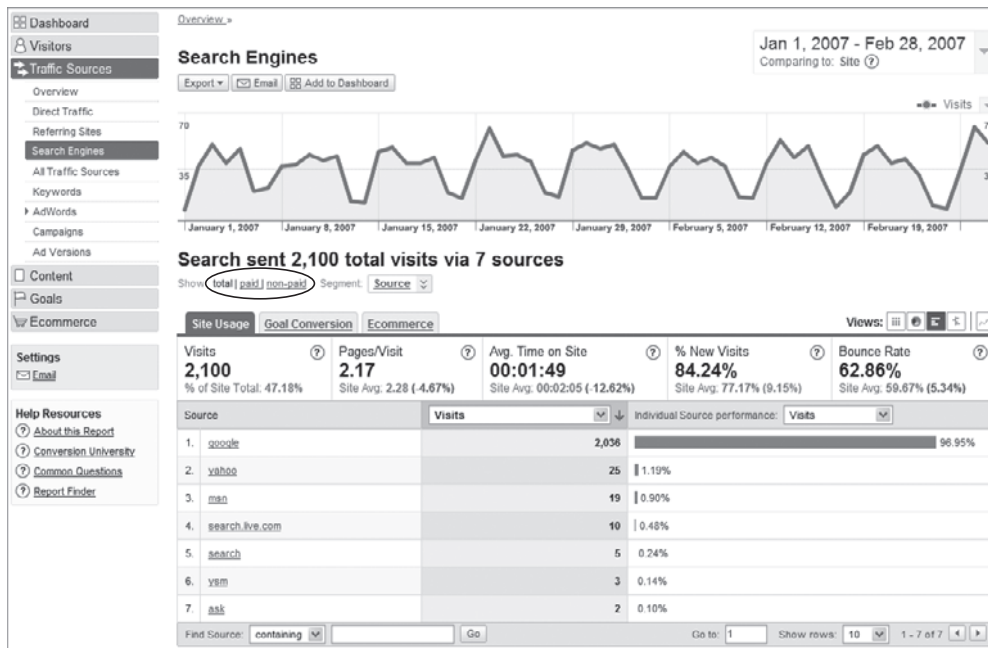 Dashboard
Visitors
Traffic Sources
Overview
Direct Traffic
Referring Sites
Search Engines
All Traffic Sources
Keywords
AdWords
Campaigns
Ad Versions
Content
Goals
Ecommerce
Settings
Email
Help Resources
? About this Report
? Conversion University
? Common Questions
? Report Finder
Overview »
Search Engines
Jan 1, 2007 - Feb 28, 2007
Comparing to: Site ?
Export Email Add to Dashboard
Visits
70 7
35 3
January 1, 2007 January 8, 2007 January 15, 2007 January 22, 2007 January 29, 2007 February 5, 2007 February 12, 2007 February 19, 2007
Search sent 2,100 total visits via 7 sources
Show: total | paid | non-paid Segment: Source
Site Usage Goal Conversion Ecommerce Views:
Visits ? Pages/Visit ? Avg. Time on Site ? % New Visits ? Bounce Rate ?
2,100 2.17 00:01:49 84.24% 62.86%
% of Site Total: 47.18% Site Avg: 2.28 (-4.67%) Site Avg: 00:02:05 (-12.62%) Site Avg: 77.17% (9.15%) Site Avg: 59.67% (5.34%)
Source Visits Individual Source performance: Visits
1. google 2,036 96.95%
2. yahoo 25 1.19%
3. msn 19 0.90%
4. search.live.com 10 0.48%
5. search 5 0.24%
6. ysm 3 0.14%
7. ask 2 0.10%
Find Source: containing Go Go to: 1 Show rows: 10 1 - 7 of 7